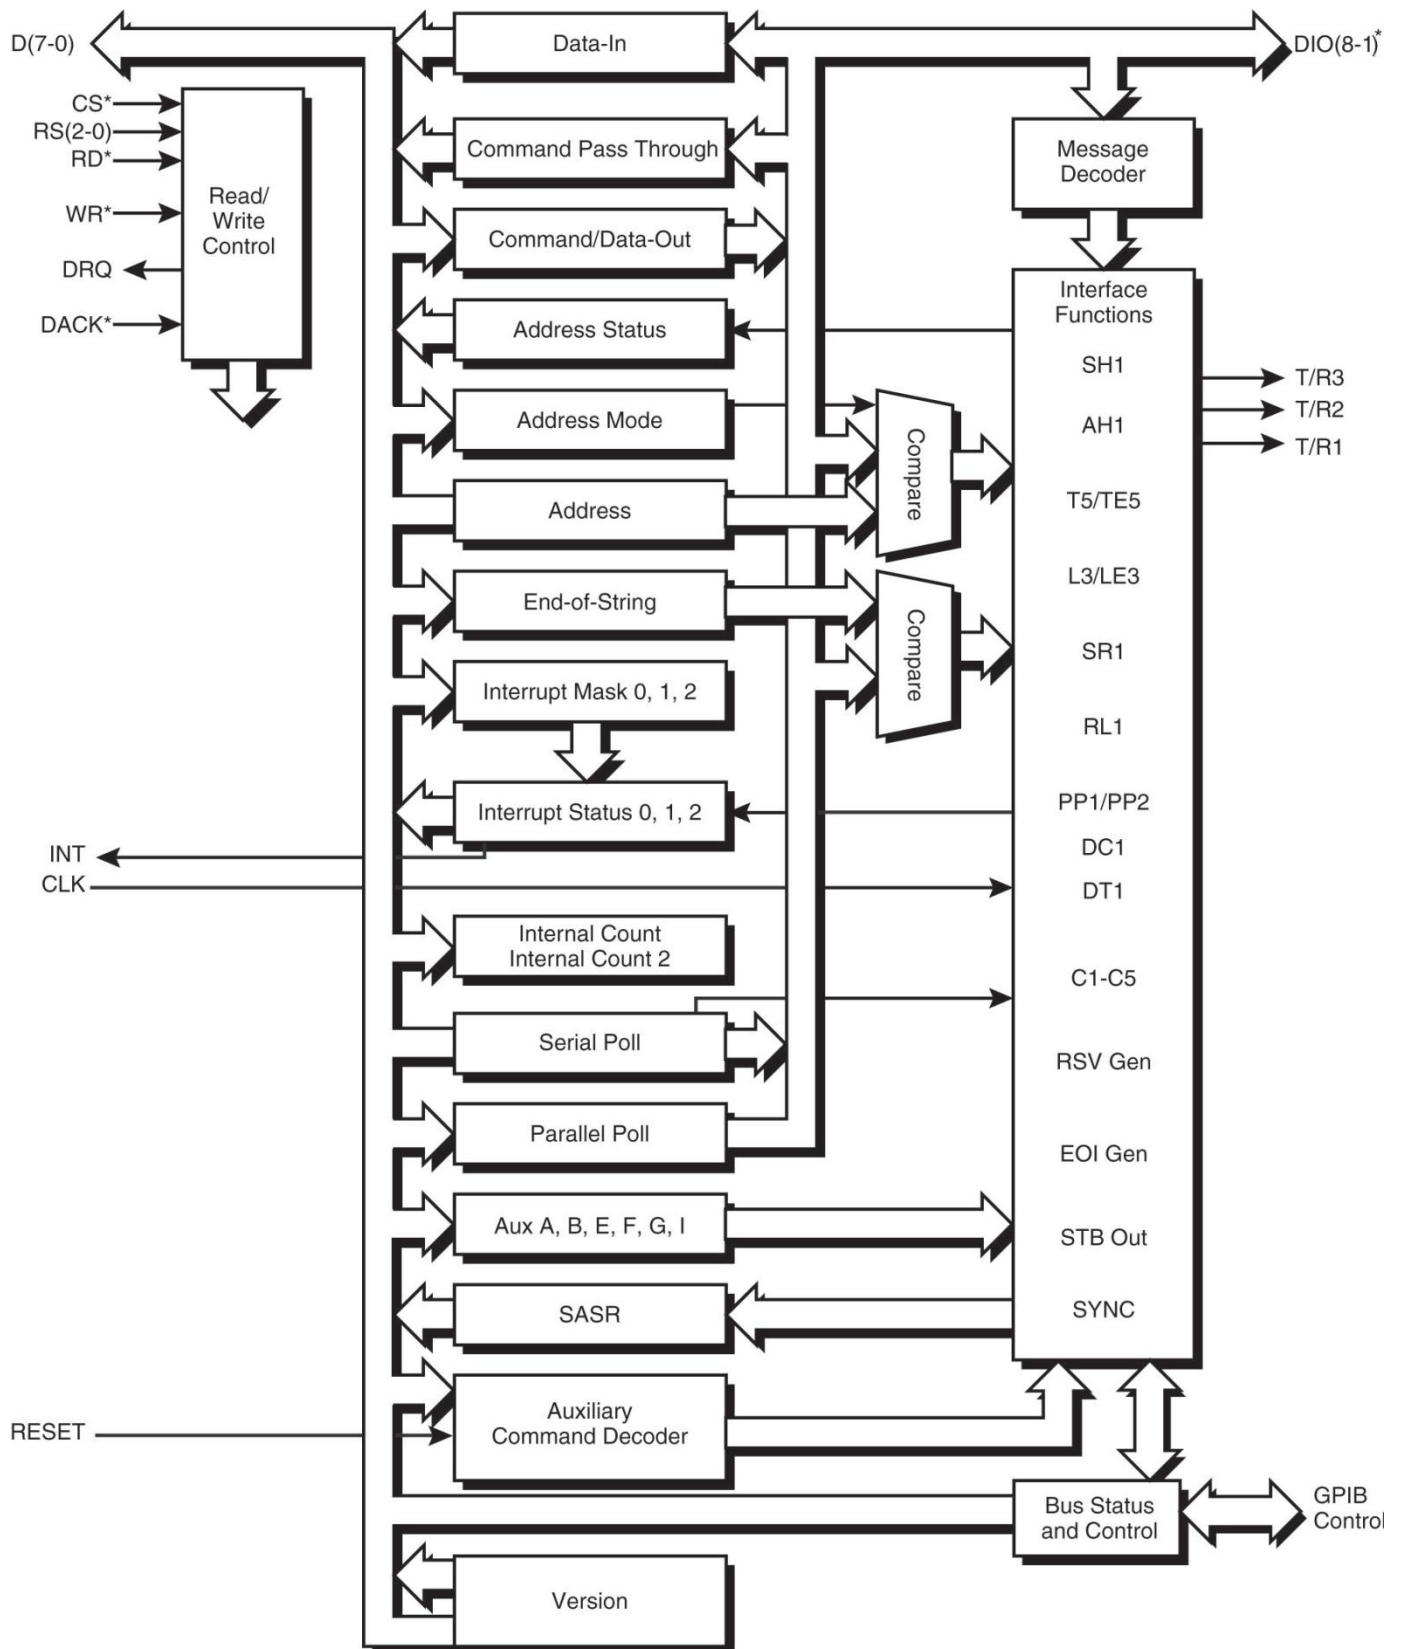 D(7-0)
Data-In
DIO(8-1)*
CS*
RS(2-0)
RD*
WR*
DRQ
DACK*
Read/
Write
Control
Command Pass Through
Message
Decoder
Command/Data-Out
Address Status
Interface
Functions
SH1
AH1
T5/TE5
L3/LE3
SR1
RL1
PP1/PP2
DC1
DT1
C1-C5
RSV Gen
EOI Gen
STB Out
SYNC
T/R3
T/R2
T/R1
Address Mode
Compare
Address
End-of-String
Compare
Interrupt Mask 0, 1, 2
Interrupt Status 0, 1, 2
INT
CLK
Internal Count
Internal Count 2
Serial Poll
Parallel Poll
Aux A, B, E, F, G, I
SASR
RESET
Auxiliary
Command Decoder
Bus Status
and Control
GPIB
Control
Version